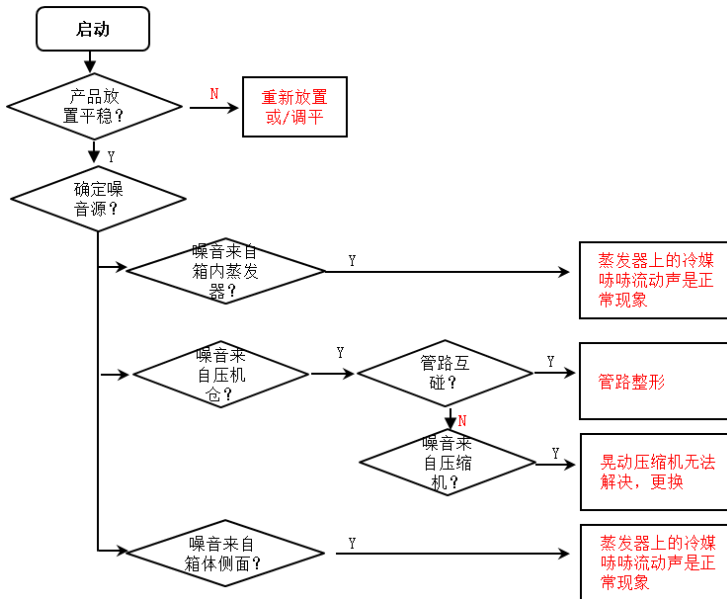 启动
产品放
置平稳？
N
重新放置
或/调平
Y
确定噪
音源？
噪音来自
箱内蒸发
器？
Y
蒸发器上的冷媒
哧哧流动声是正
常现象
噪音来
自压机
仓？
Y
管路互
碰？
Y
管路整形
N
噪音来
自压缩
机？
Y
晃动压缩机无法
解决，更换
噪音来自
箱体侧面？
Y
蒸发器上的冷媒
哧哧流动声是正
常现象